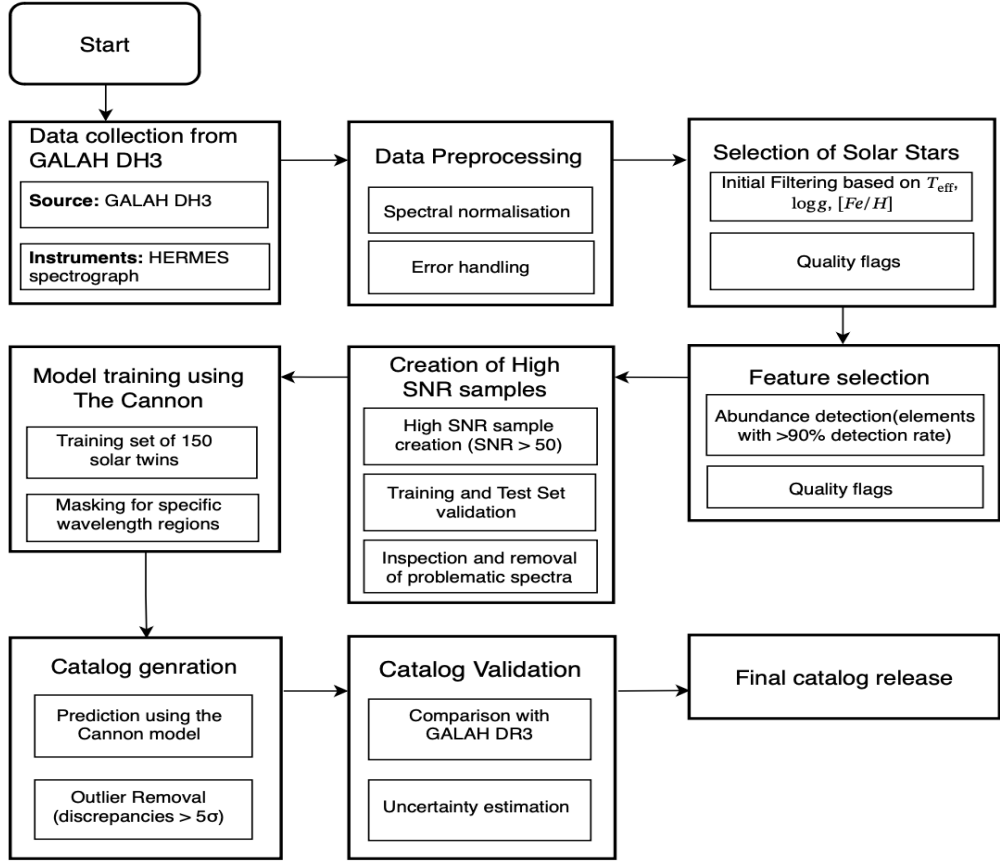 Start
Data collection from
GALAH DH3
Source: GALAH DH3
Instruments: HERMES
spectrograph
Data Preprocessing
Spectral normalisation
Error handling
Selection of Solar Stars
Initial Filtering based on T_eff,
log g, [Fe/H]
Quality flags
Feature selection
Abundance detection(elements
with >90% detection rate)
Quality flags
Creation of High
SNR samples
High SNR sample
creation (SNR > 50)
Training and Test Set
validation
Inspection and removal
of problematic spectra
Model training using
The Cannon
Training set of 150
solar twins
Masking for specific
wavelength regions
Catalog genration
Prediction using the
Cannon model
Outlier Removal
(discrepancies > 5σ)
Catalog Validation
Comparison with
GALAH DR3
Uncertainty estimation
Final catalog release